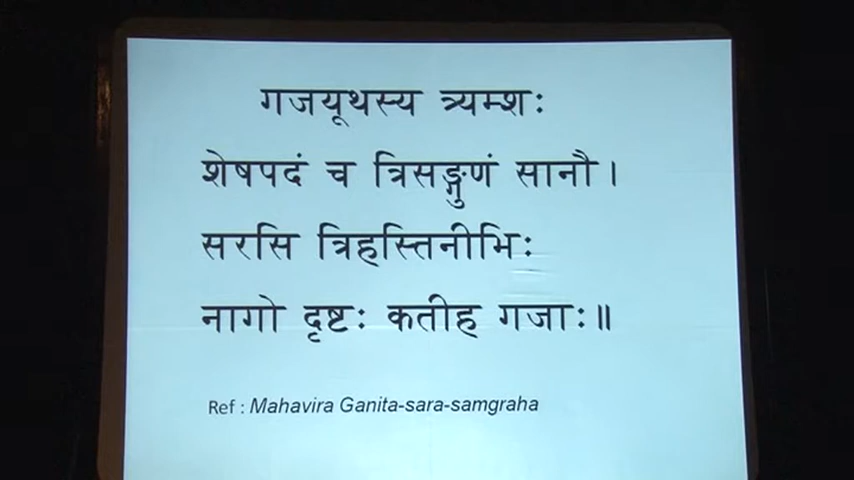 गजयूथस्य त्र्यम्शः
शेषपदं च त्रिसङ्गुणं सानौ।
सरसि त्रिहस्तिनीभिः
नागो दृष्टः कतीह गजाः॥
Ref : Mahavira Ganita-sara-samgraha